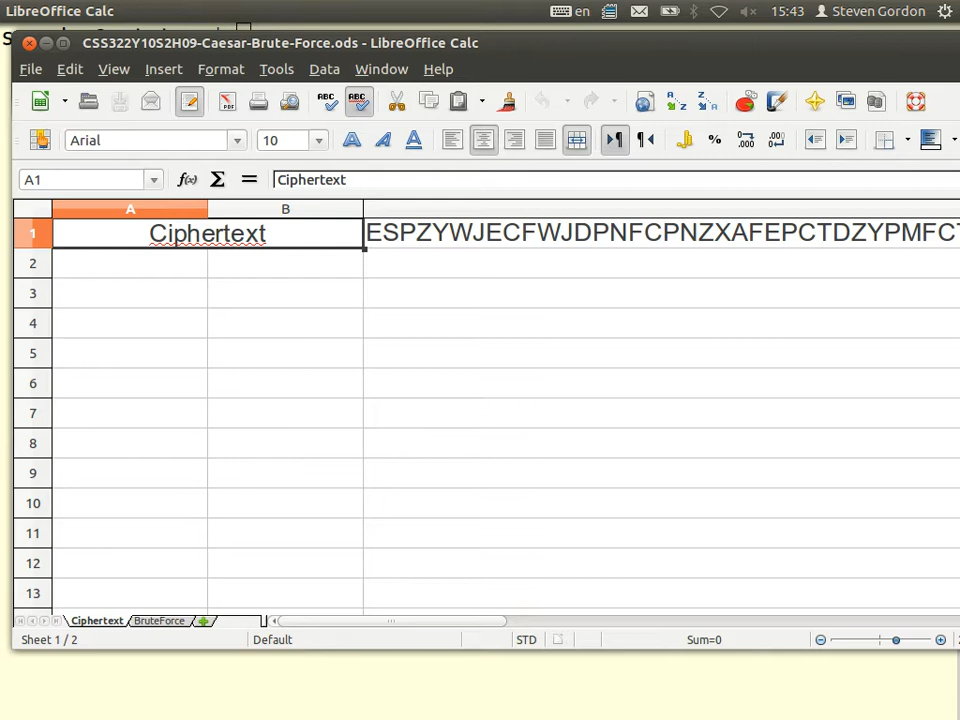 LibreOffice Calc en 15:43 Steven Gordon
CSS322Y10S2H09-Caesar-Brute-Force.ods - LibreOffice Calc
File Edit View Insert Format Tools Data Window Help
Arial 10
A1 Ciphertext
A B
1 Ciphertext ESPZYWJECFWJDPNFCPNZXAFEPCTDZYPMFC
2
3
4
5
6
7
8
9
10
11
12
13
Ciphertext BruteForce
Sheet 1 / 2 Default STD Sum=0